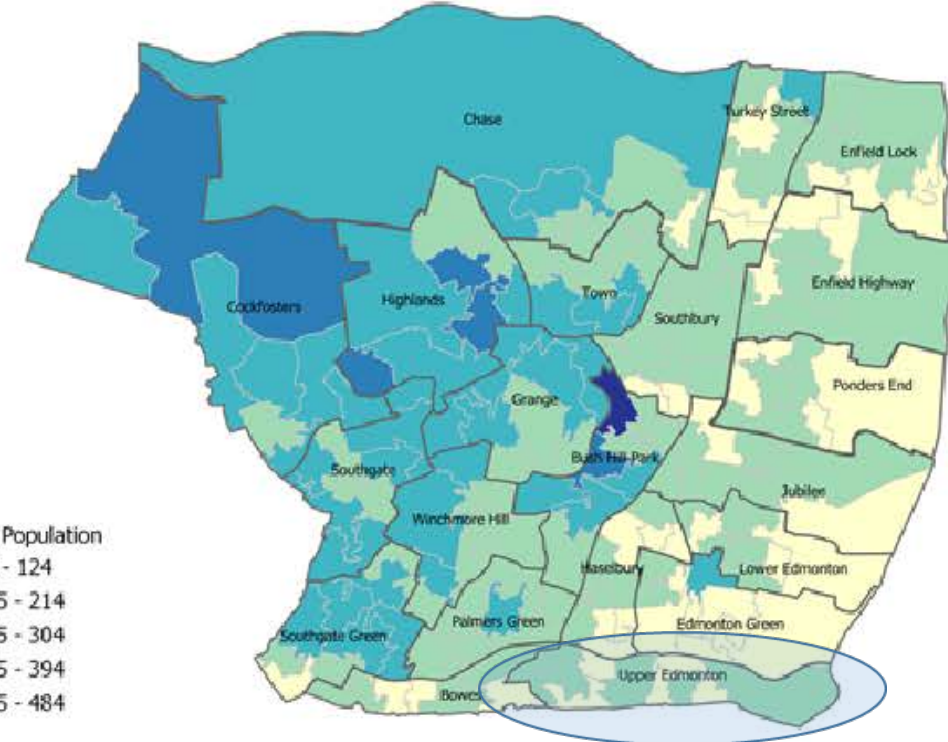 Chase
Turkey Street
Enfield Lock
Enfield Highway
Cockfosters
Highlands
Town
Southbury
Ponders End
Grange
Bush Hill Park
Southgate
Jubilee
Winchmore Hill
Haselbury
Lower Edmonton
Palmers Green
Edmonton Green
Southgate Green
Upper Edmonton
Bowes
Population
- 124
5 - 214
5 - 304
5 - 394
5 - 484